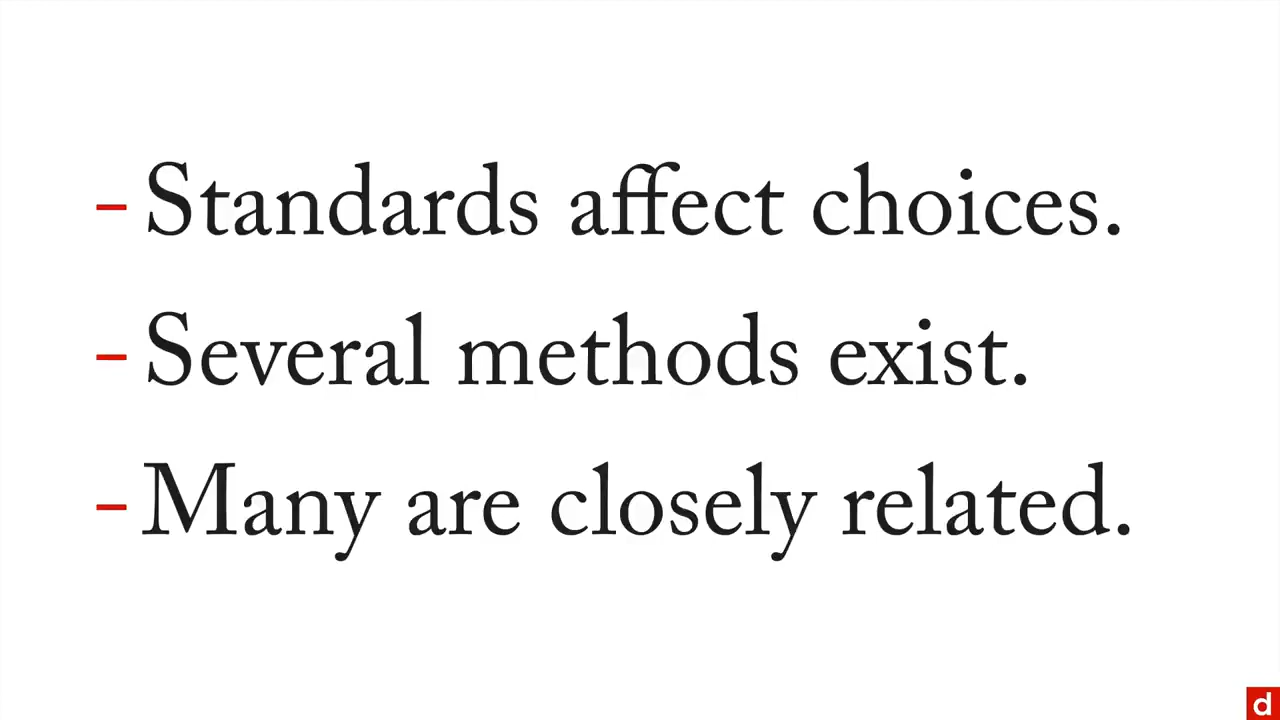 – Standards affect choices.
– Several methods exist.
– Many are closely related.
d